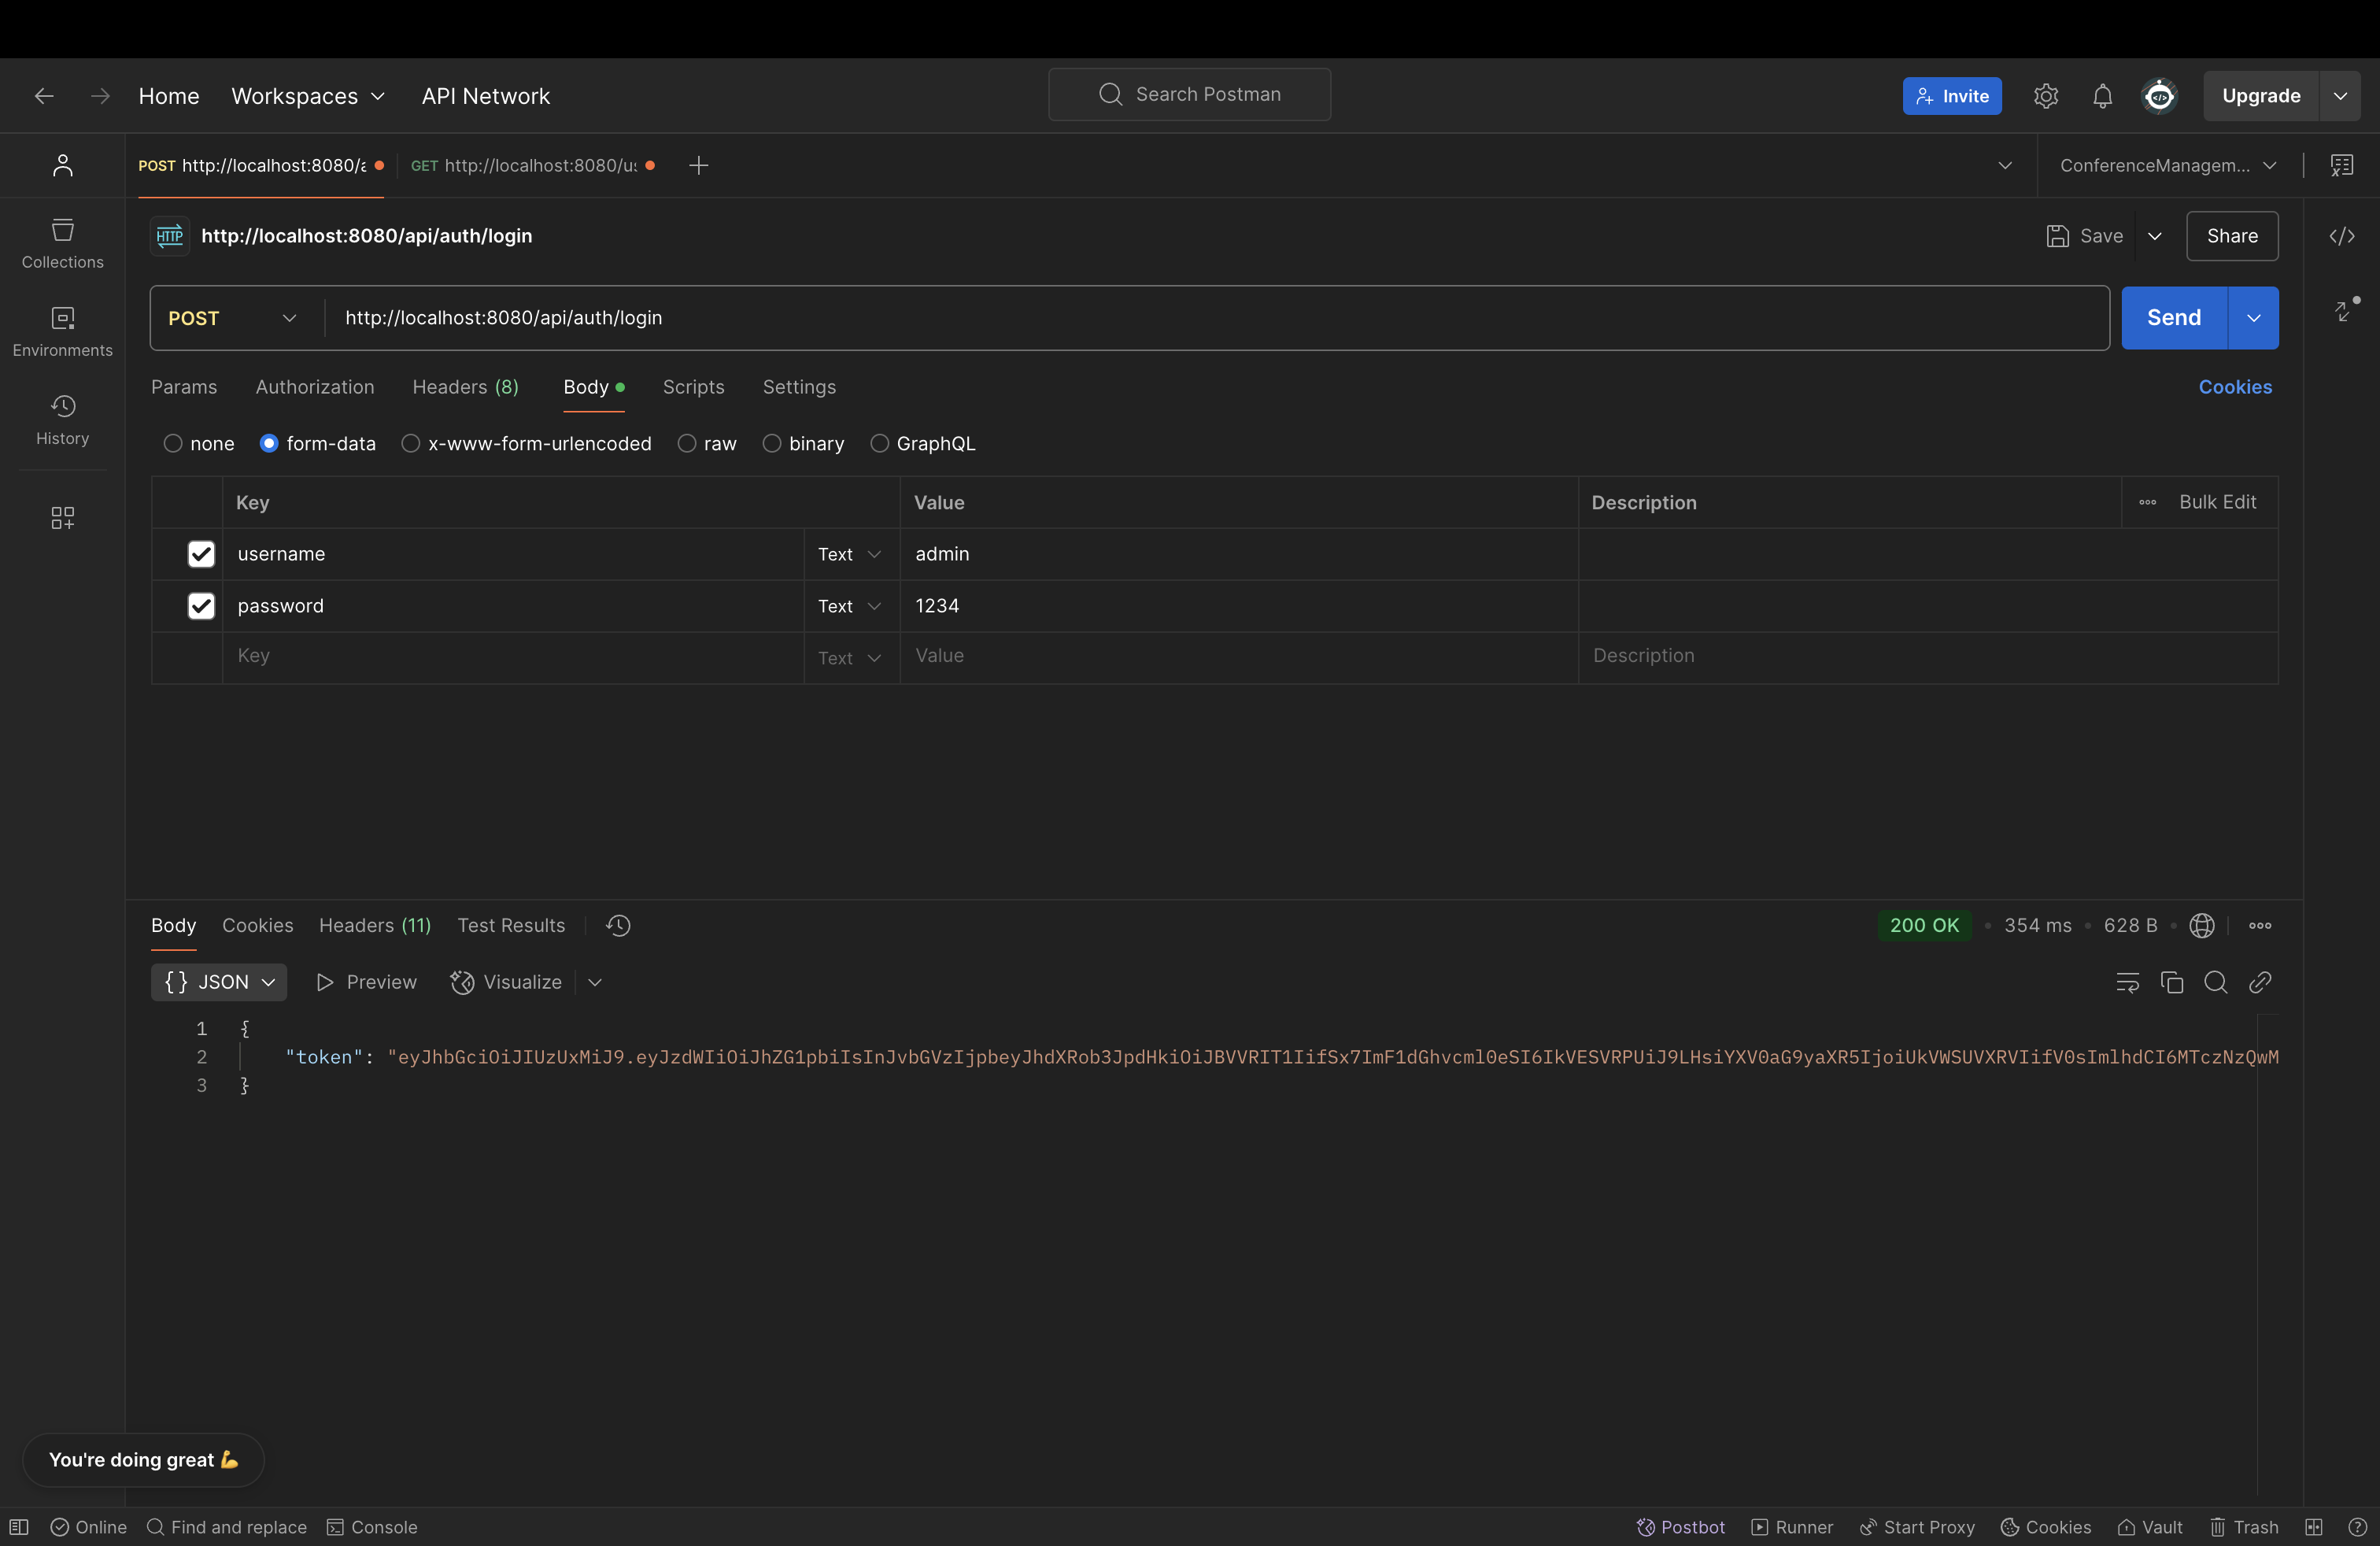 Home Workspaces API Network Search Postman Invite Upgrade
POST http://localhost:8080/a GET http://localhost:8080/us ConferenceManagem...
HTTP http://localhost:8080/api/auth/login Save Share
Collections
Environments
History
POST http://localhost:8080/api/auth/login Send
Params Authorization Headers (8) Body Scripts Settings Cookies
none form-data x-www-form-urlencoded raw binary GraphQL
Key Value Description Bulk Edit
username Text admin
password Text 1234
Key Text Value Description
Body Cookies Headers (11) Test Results 200 OK • 354 ms • 628 B
{} JSON Preview Visualize
1 {
2 "token": "eyJhbGciOiJIUzUxMiJ9.eyJzdWIiOiJhZG1pbiIsInJvbGVzIjpbeyJhdXRob3JpdHkiOiJBVVRIT1IifSx7ImF1dGhvcml0eSI6IkVESVRPUiJ9LHsiYXV0aG9yaXR5IjoiUkVWSUVXRVIifV0sImlhdCI6MTczNzQwM
3 }
You're doing great 💪
Online Find and replace Console Postbot Runner Start Proxy Cookies Vault Trash